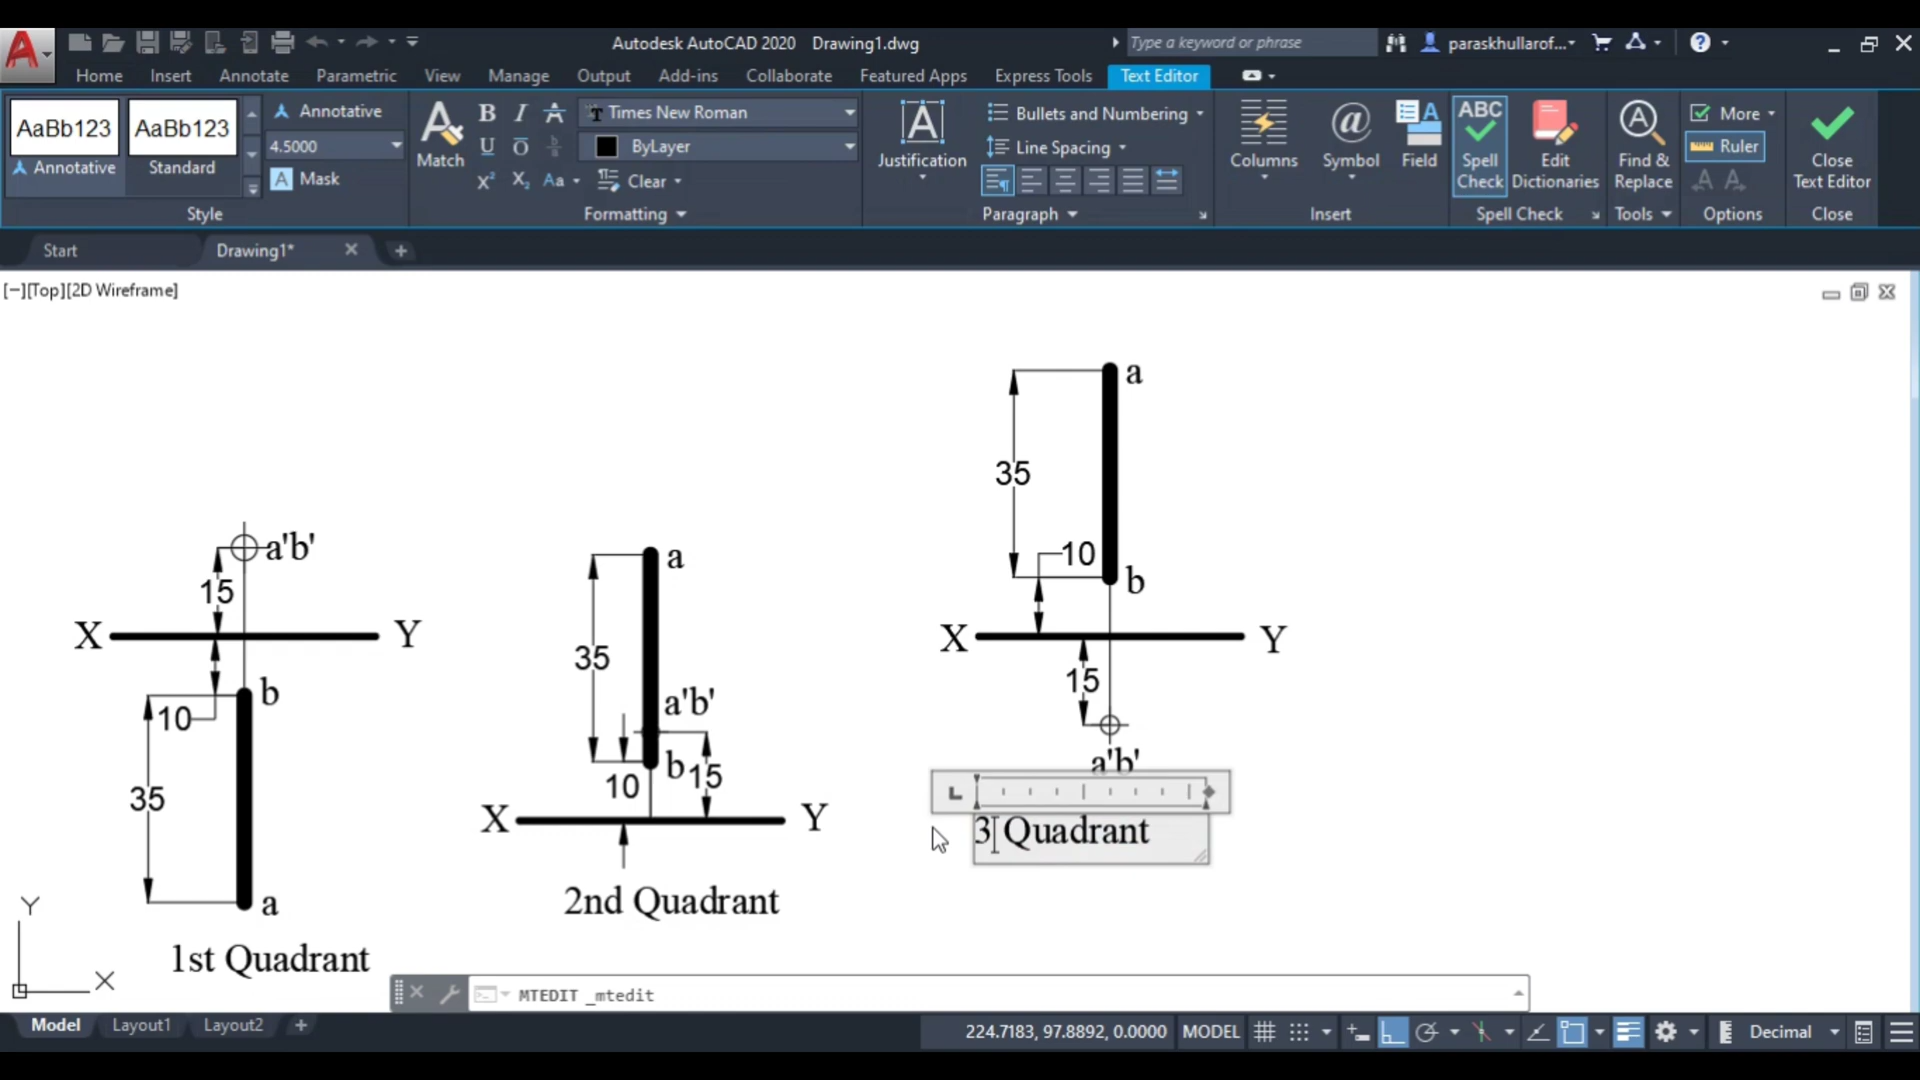 Autodesk AutoCAD 2020 Drawing1.dwg
Type a keyword or phrase
paraskhullarof...
Home Insert Annotate Parametric View Manage Output Add-ins Collaborate Featured Apps Express Tools Text Editor
AaBb123 AaBb123
Annotative Standard
Annotative
4.5000
Mask
Style
Match
B I A
U O b/a
X² X₂ Aa Clear
Times New Roman
ByLayer
Formatting
Justification
Bullets and Numbering
Line Spacing
Paragraph
Columns
Symbol
Field
Insert
ABC
Spell Check
Edit Dictionaries
Spell Check
Find & Replace
Tools
More
Ruler
Options
Close Text Editor
Close
Start Drawing1*
[−][Top][2D Wireframe]
a'b'
15
X Y
b
10
35
a
1st Quadrant
a
35
a'b'
b
15
10
X Y
2nd Quadrant
a
35
10
b
X Y
15
a'b'
3 Quadrant
Y
X
MTEDIT _mtedit
Model Layout1 Layout2
224.7183, 97.8892, 0.0000 MODEL
Decimal